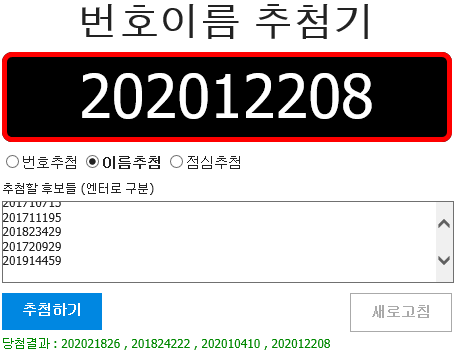 번호이름 추첨기
202012208
번호추첨 이름추첨 점심추첨
추첨할 후보들 (엔터로 구분)
201710715
201711195
201823429
201720929
201914459
추첨하기
새로고침
당첨결과 : 202021826 , 201824222 , 202010410 , 202012208